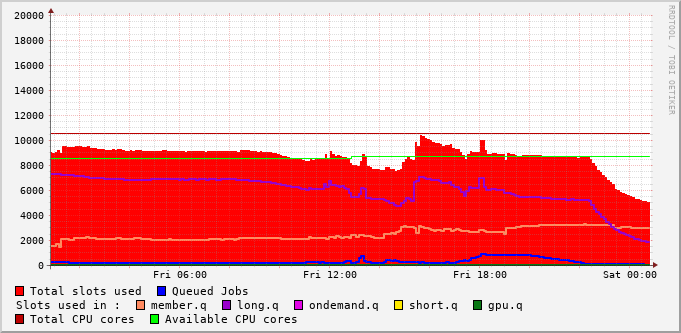 20000
18000
16000
14000
12000
10000
8000
6000
4000
2000
0
Fri 06:00 Fri 12:00 Fri 18:00 Sat 00:00
RRDTOOL / TOBI OETIKER
Total slots used Queued Jobs
Slots used in : member.q long.q ondemand.q short.q gpu.q
Total CPU cores Available CPU cores